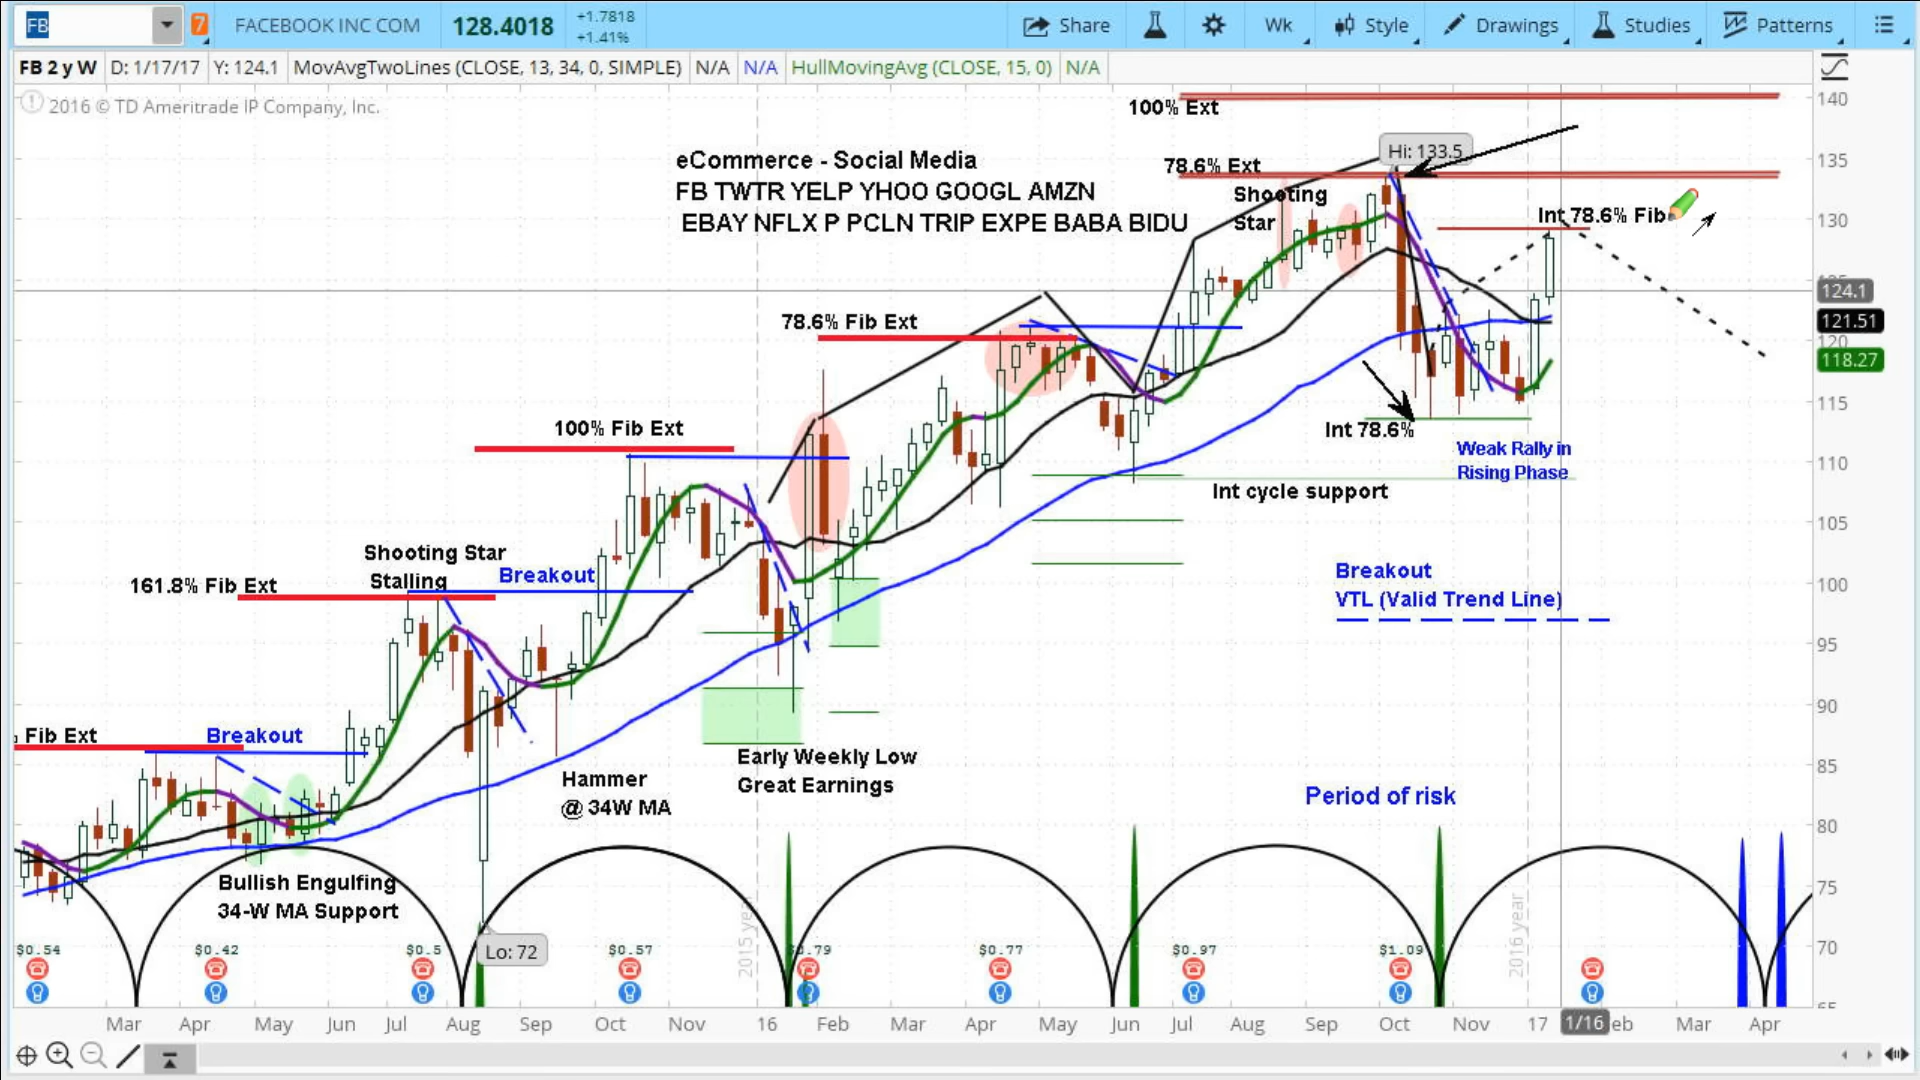 FB
7
FACEBOOK INC COM
128.4018
+1.7818
+1.41%
Share
Wk
Style
Drawings
Studies
Patterns
FB 2 y W
D: 1/17/17
Y: 124.1
MovAvgTwoLines (CLOSE, 13, 34, 0, SIMPLE)
N/A
N/A
HullMovingAvg (CLOSE, 15, 0)
N/A
2016 © TD Ameritrade IP Company, Inc.
100% Ext
140
eCommerce - Social Media
Hi: 133.5
78.6% Ext
135
FB TWTR YELP YHOO GOOGL AMZN
Shooting
Star
EBAY NFLX P PCLN TRIP EXPE BABA BIDU
Int 78.6% Fib
130
125
124.1
78.6% Fib Ext
121.51
120
118.27
115
100% Fib Ext
Int 78.6%
Weak Rally in
Rising Phase
110
Int cycle support
105
Shooting Star
Stalling
161.8% Fib Ext
Breakout
Breakout
VTL (Valid Trend Line)
100
95
90
Fib Ext
Breakout
Early Weekly Low
Great Earnings
85
Hammer
@ 34W MA
Period of risk
80
Bullish Engulfing
34-W MA Support
75
2015 year
2016 year
$0.54
$0.42
$0.5
Lo: 72
$0.57
$0.77
$0.97
$1.09
70
65
Mar
Apr
May
Jun
Jul
Aug
Sep
Oct
Nov
16
Feb
Mar
Apr
May
Jun
Jul
Aug
Sep
Oct
Nov
17
1/16
eb
Mar
Apr